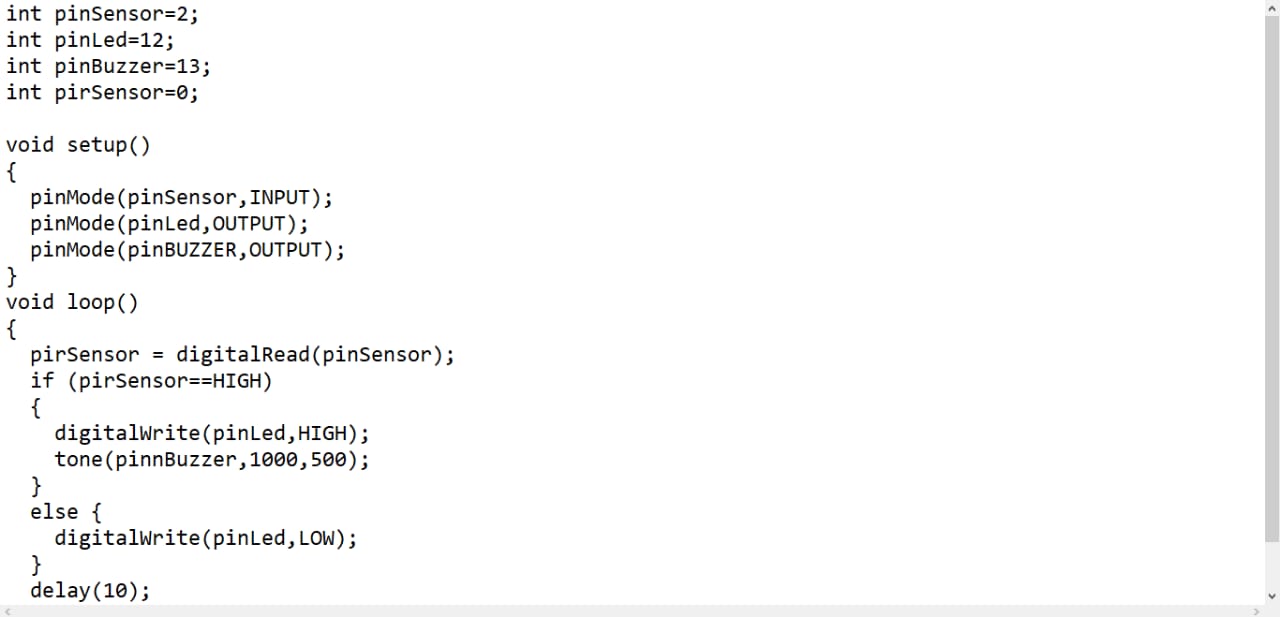 int pinSensor=2;
int pinLed=12;
int pinBuzzer=13;
int pirSensor=0;

void setup()
{
  pinMode(pinSensor,INPUT);
  pinMode(pinLed,OUTPUT);
  pinMode(pinBUZZER,OUTPUT);
}
void loop()
{
  pirSensor = digitalRead(pinSensor);
  if (pirSensor==HIGH)
  {
    digitalWrite(pinLed,HIGH);
    tone(pinnBuzzer,1000,500);
  }
  else {
    digitalWrite(pinLed,LOW);
  }
  delay(10);